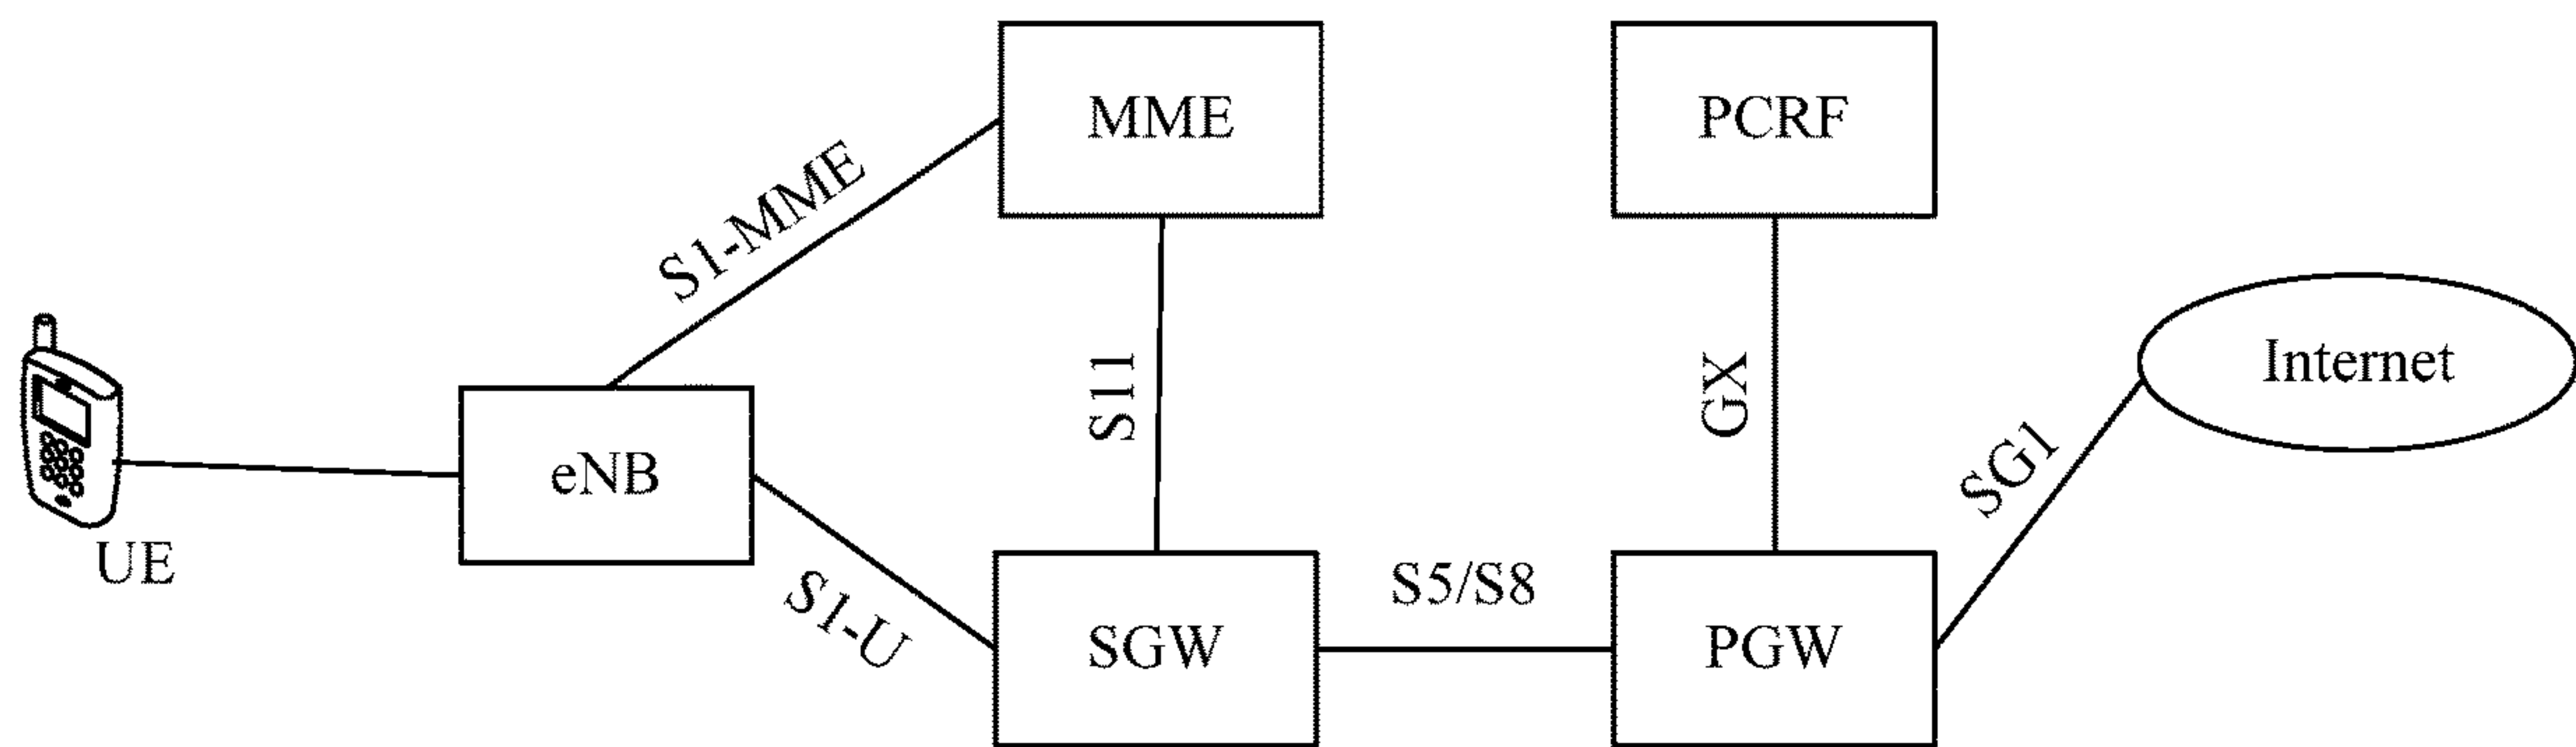 MME
PCRF
S1-MME
S11
GX
Internet
SG1
eNB
UE
S1-U
S5/S8
SGW
PGW